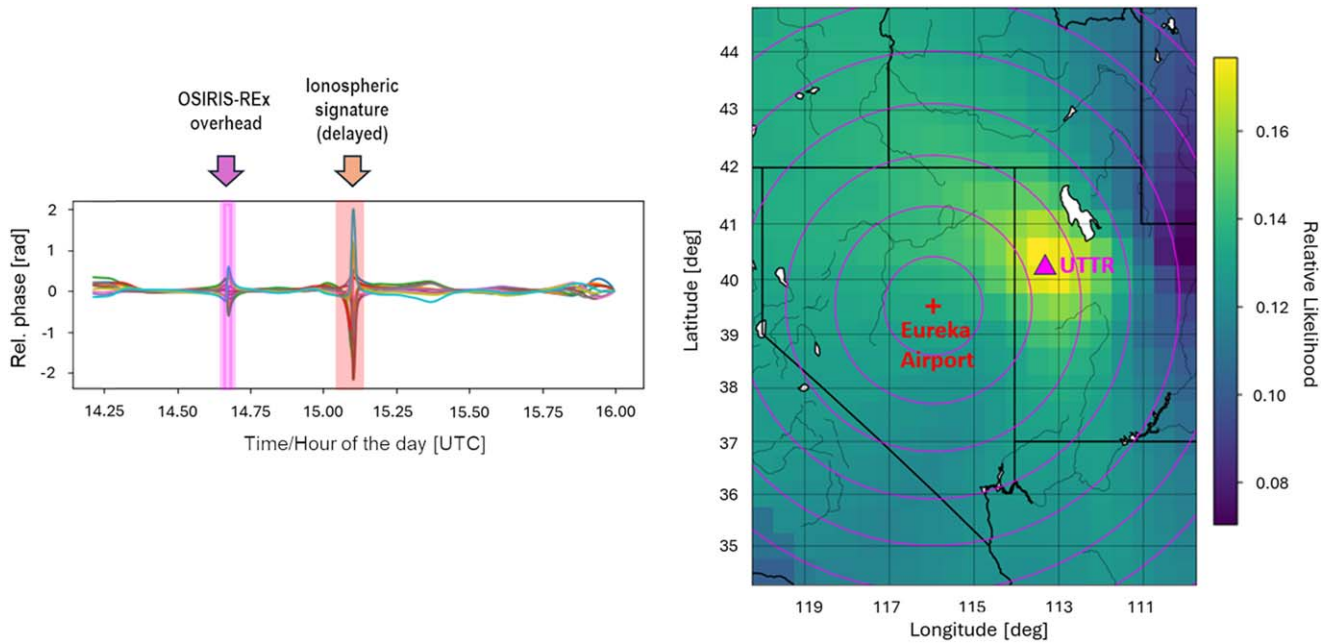 OSIRIS-REx
overhead
Ionospheric
signature
(delayed)
Rel. phase [rad]
2
1
0
-1
-2
14.25 14.50 14.75 15.00 15.25 15.50 15.75 16.00
Time/Hour of the day [UTC]
Latitude [deg]
44
43
42
41
40
39
38
37
36
35
UTTR
Eureka
Airport
119 117 115 113 111
Longitude [deg]
0.16
0.14
0.12
0.10
0.08
Relative Likelihood